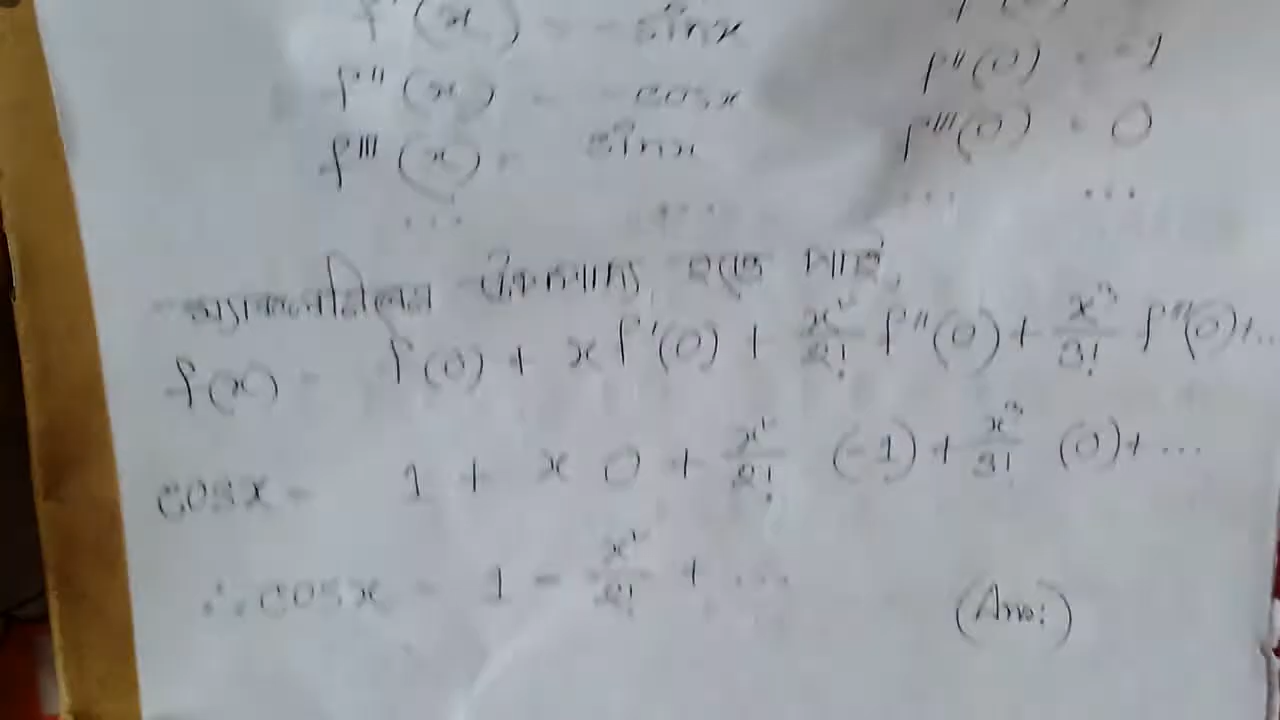 f'(x) = -sinx f'(0)
f''(x) = -cosx f''(0) = -1
f'''(x) = sinx f'''(0) = 0
... ... ... ...
ম্যাকলরিনের উপপাদ্য হতে পাই,
f(x) = f(0) + x f'(0) + x²/2! f''(0) + x³/3! f'''(0) + ...
cosx = 1 + x 0 + x²/2! (-1) + x³/3! (0) + ...
∴ cosx = 1 - x²/2! + ... (Ans:)